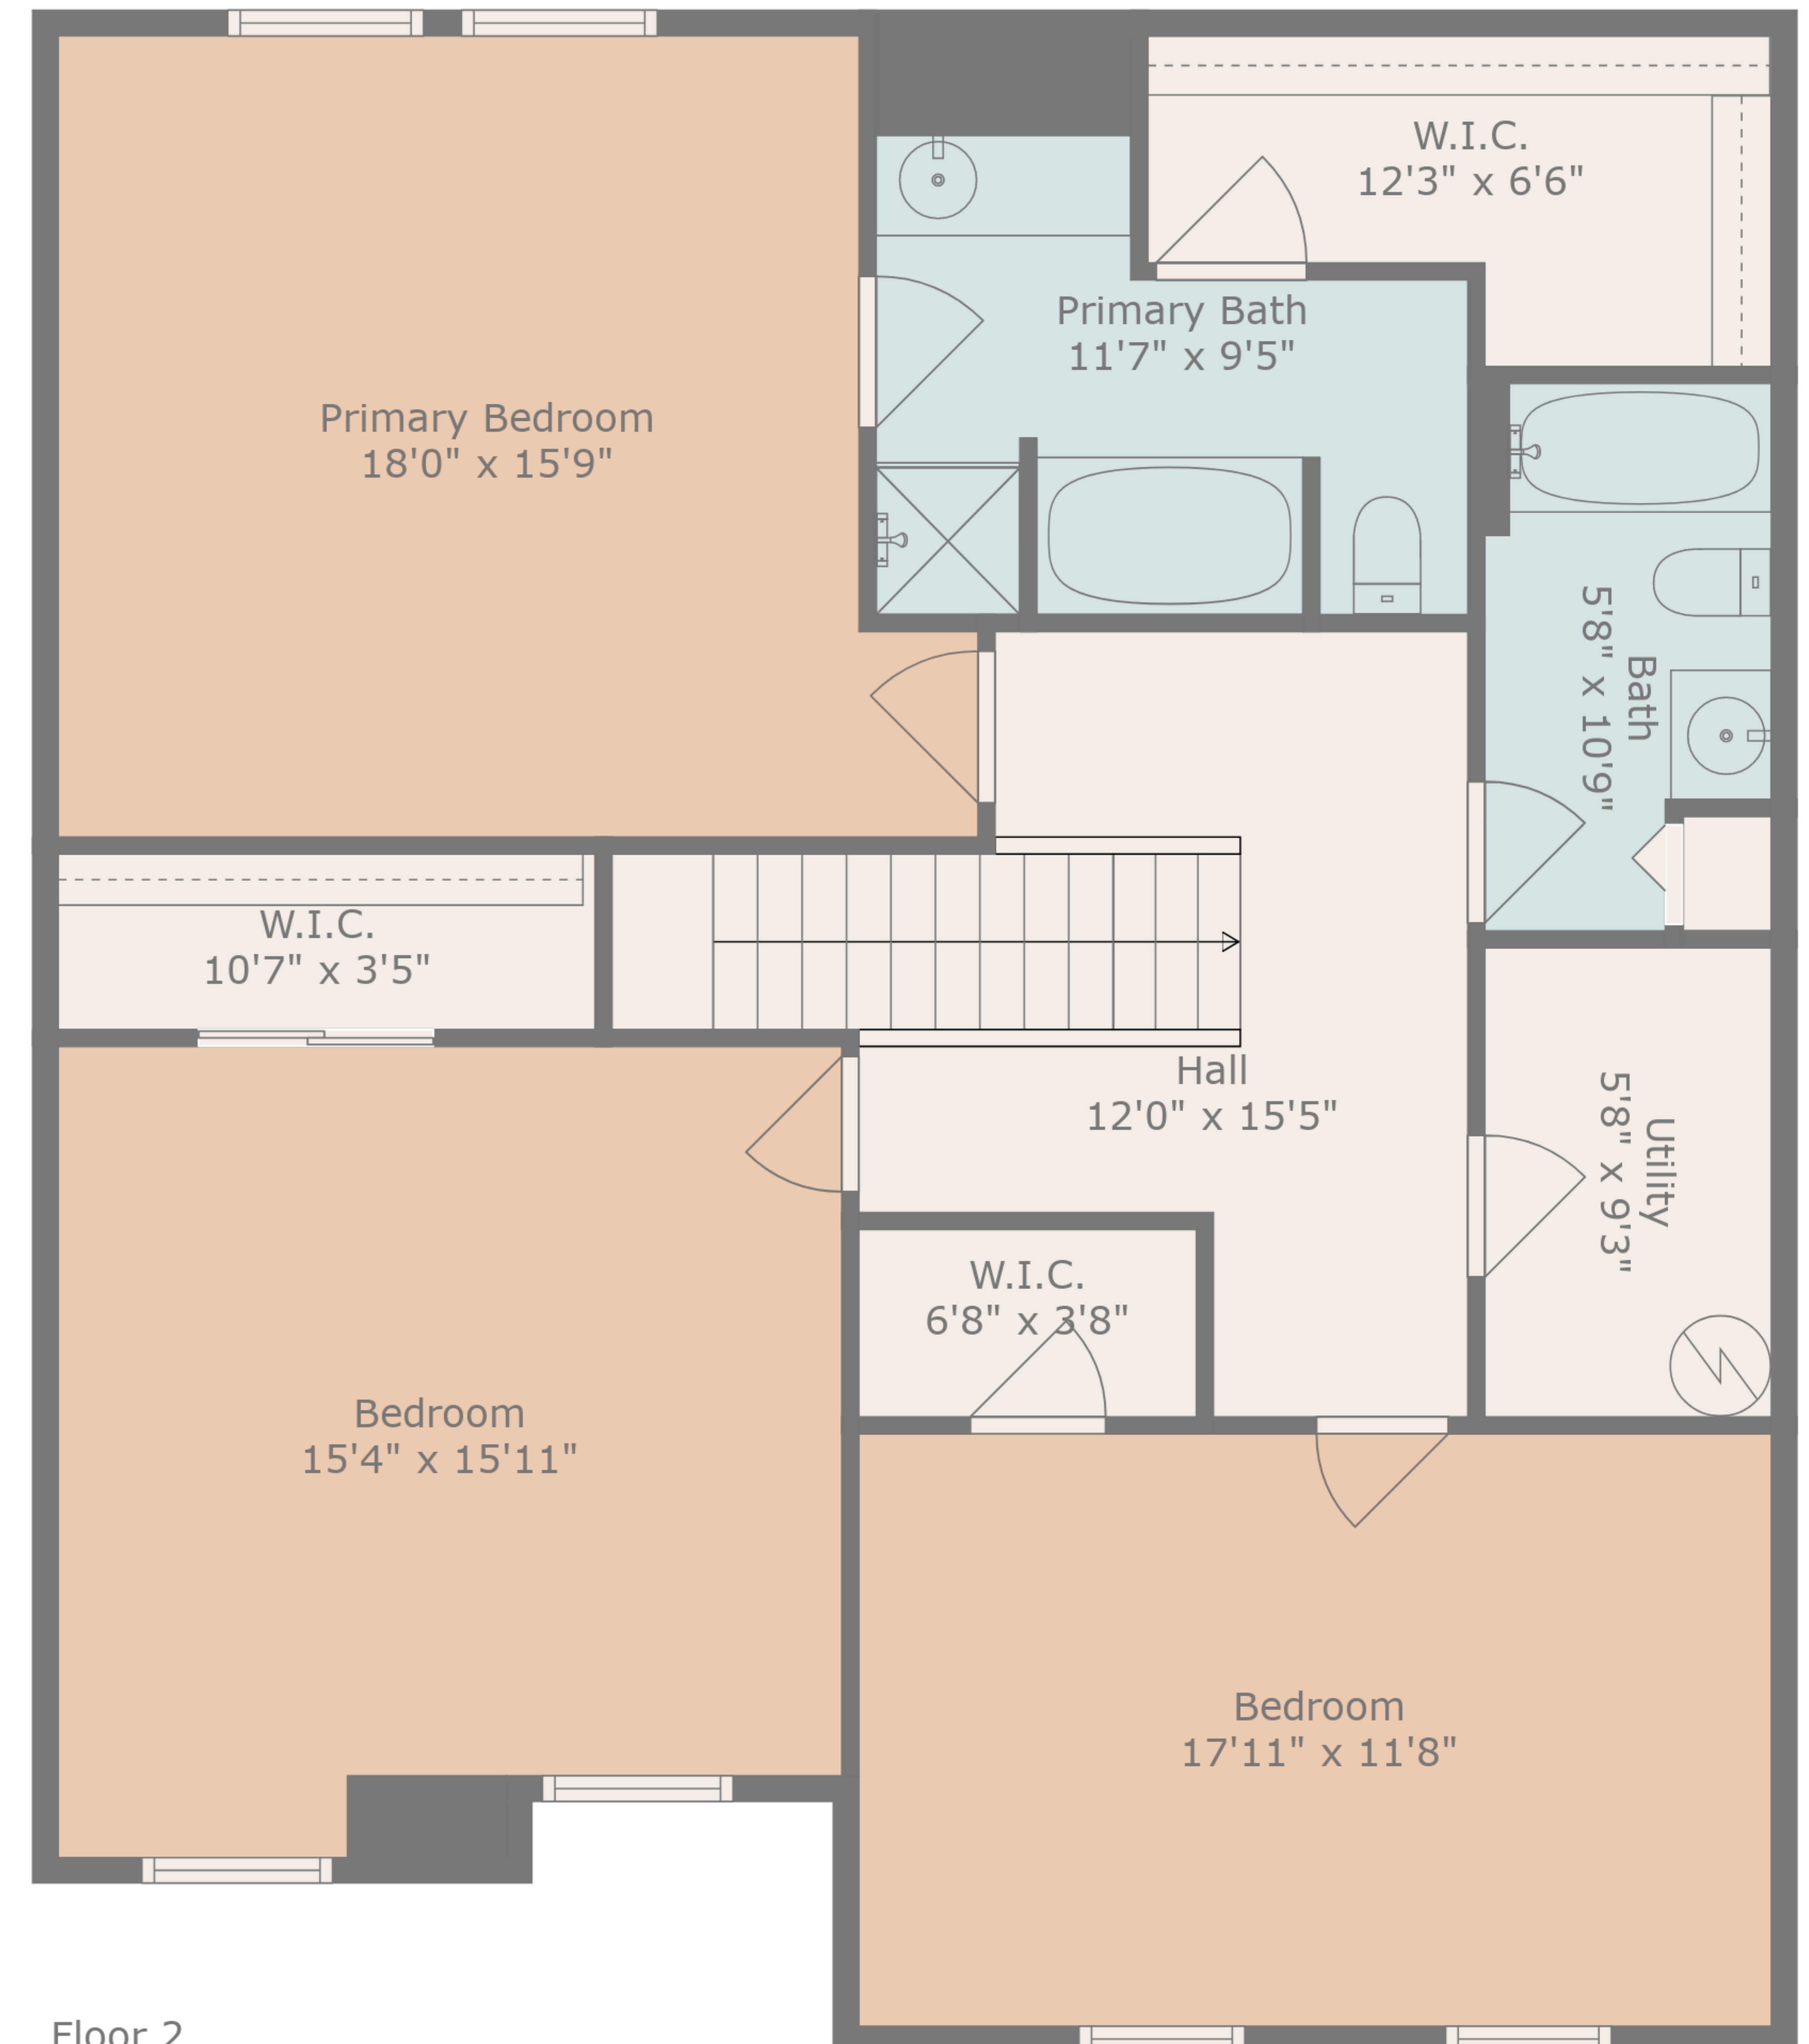 W.I.C.
12'3" x 6'6"
Primary Bath
11'7" x 9'5"
Primary Bedroom
18'0" x 15'9"
Bath
5'8" x 10'9"
W.I.C.
10'7" x 3'5"
Hall
12'0" x 15'5"
Utility
5'8" x 9'3"
W.I.C.
6'8" x 3'8"
Bedroom
15'4" x 15'11"
Bedroom
17'11" x 11'8"
Floor 2